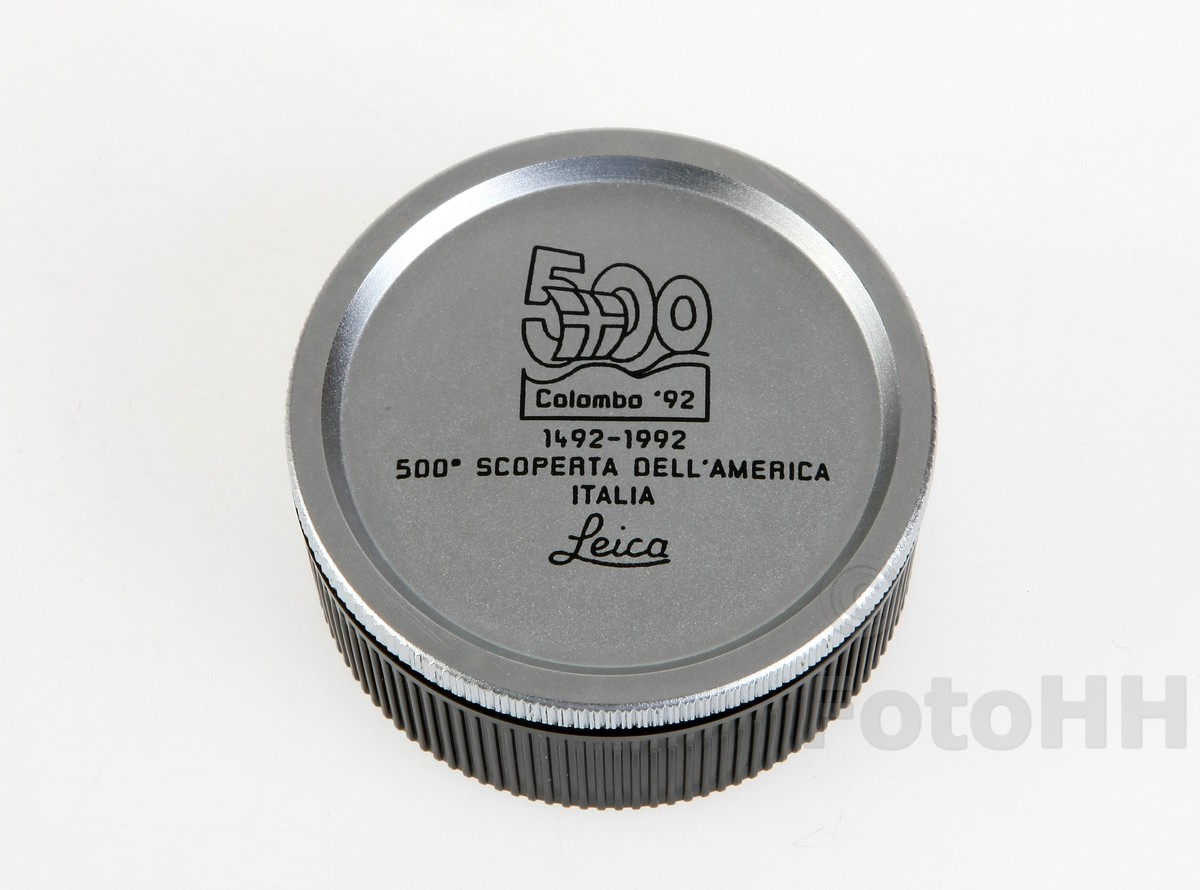 500
Colombo '92
1492-1992
500° SCOPERTA DELL'AMERICA
ITALIA
Leica
© FotoHH